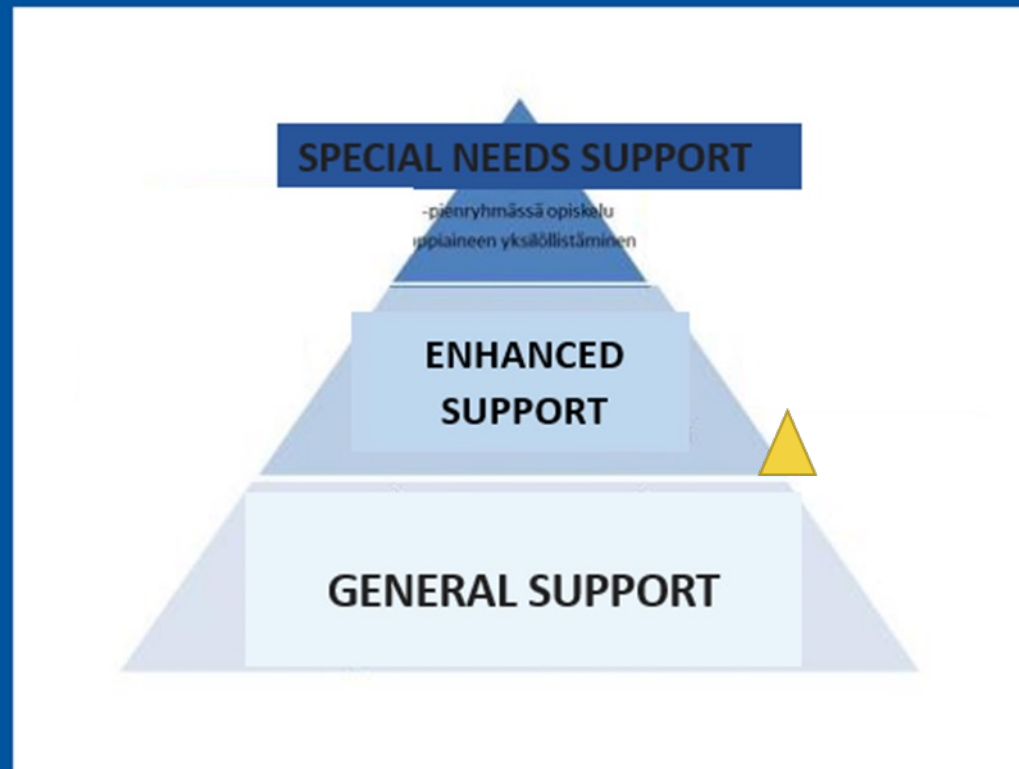 SPECIAL NEEDS SUPPORT
-pienryhmässä opiskelu
yksilöllistäminen
ENHANCED
SUPPORT
GENERAL SUPPORT